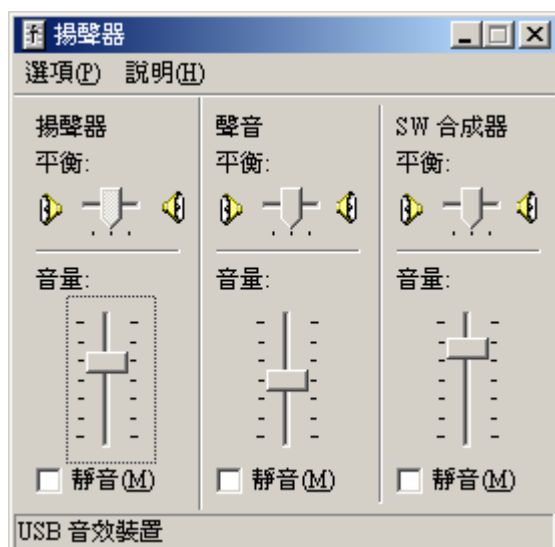 揚聲器
選項(P) 說明(H)
揚聲器
平衡:
音量:
靜音(M)
聲音
平衡:
音量:
靜音(M)
SW 合成器
平衡:
音量:
靜音(M)
USB 音效裝置